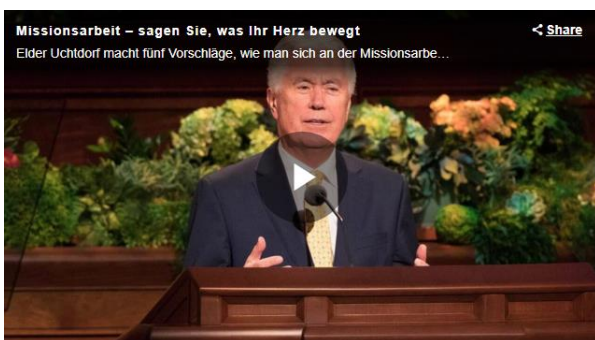 Missionsarbeit – sagen Sie, was Ihr Herz bewegt
Share
Elder Uchtdorf macht fünf Vorschläge, wie man sich an der Missionsarbe…